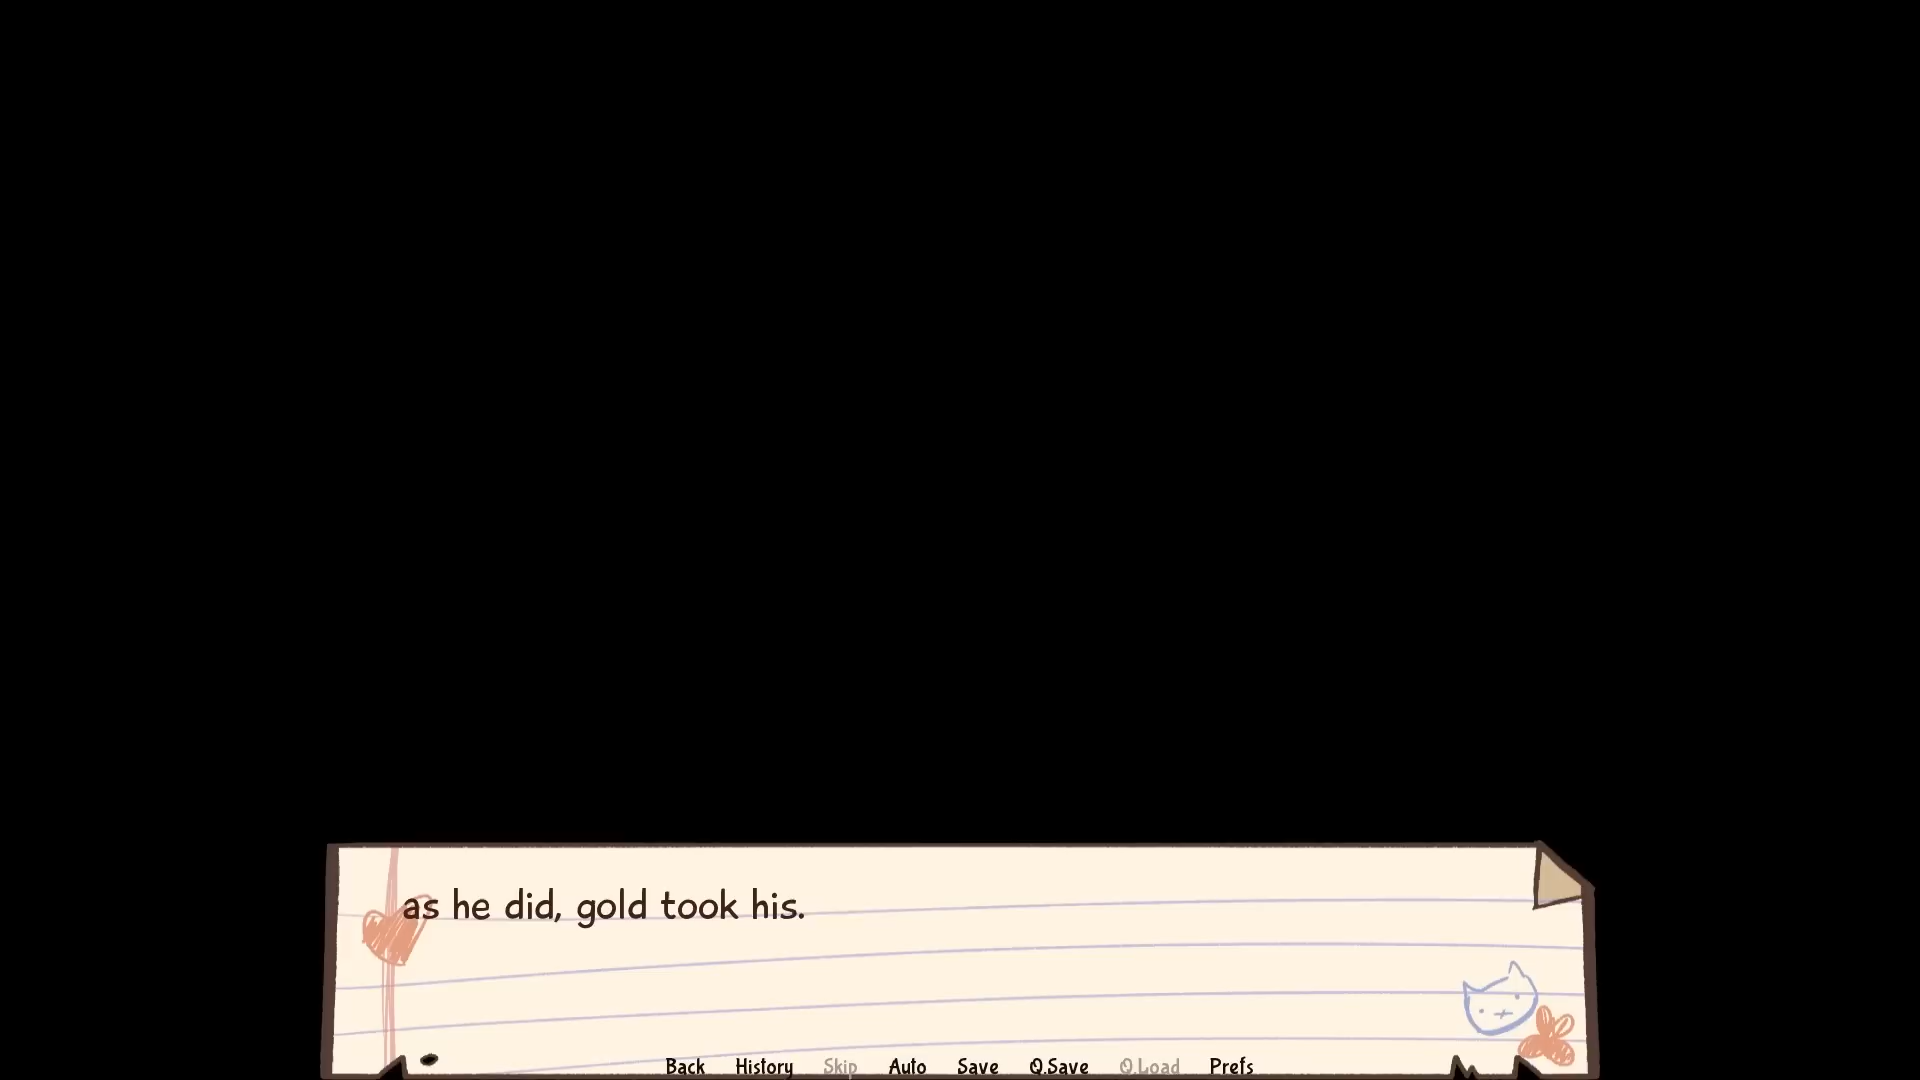 as he did, gold took his.
Back History Skip Auto Save Q.Save Q.Load Prefs